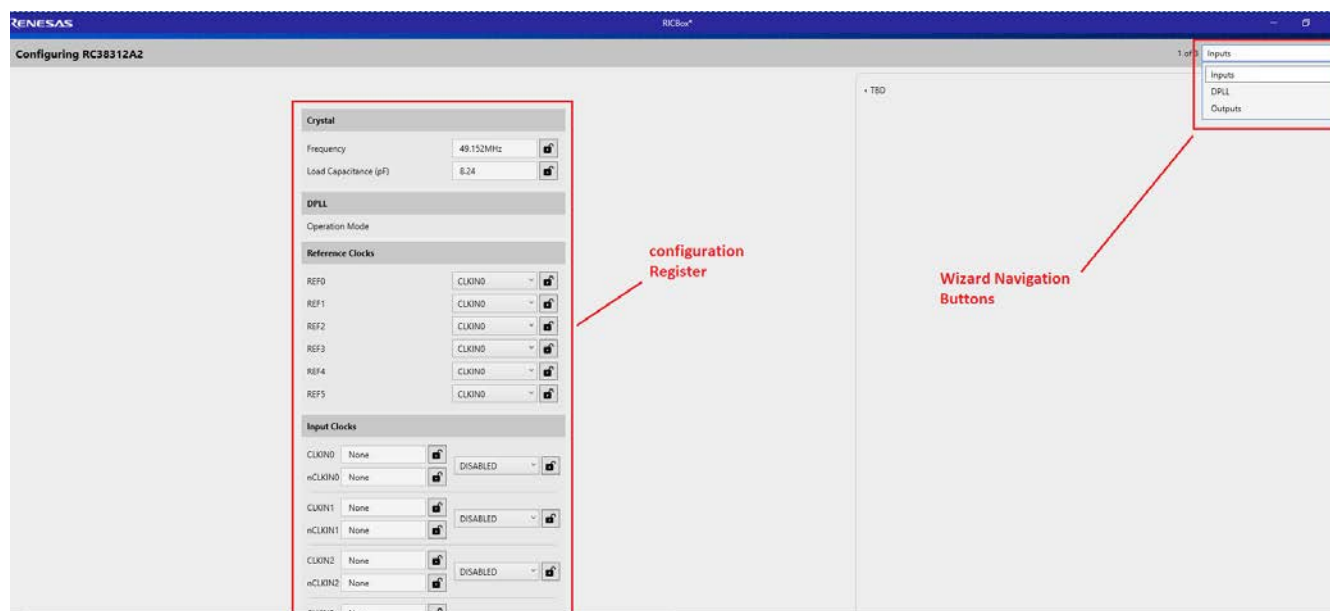 RENESAS
RICBox*
Configuring RC38312A2
1 of 3
Inputs
Inputs
DPLL
Outputs
• TBD
Crystal
Frequency 49.152MHz
Load Capacitance (pF) 8.24
DPLL
Operation Mode
Reference Clocks
REF0 CLKIN0
REF1 CLKIN0
REF2 CLKIN0
REF3 CLKIN0
REF4 CLKIN0
REF5 CLKIN0
Input Clocks
CLKIN0 None
DISABLED
nCLKIN0 None
CLKIN1 None
DISABLED
nCLKIN1 None
CLKIN2 None
DISABLED
nCLKIN2 None
configuration
Register
Wizard Navigation
Buttons